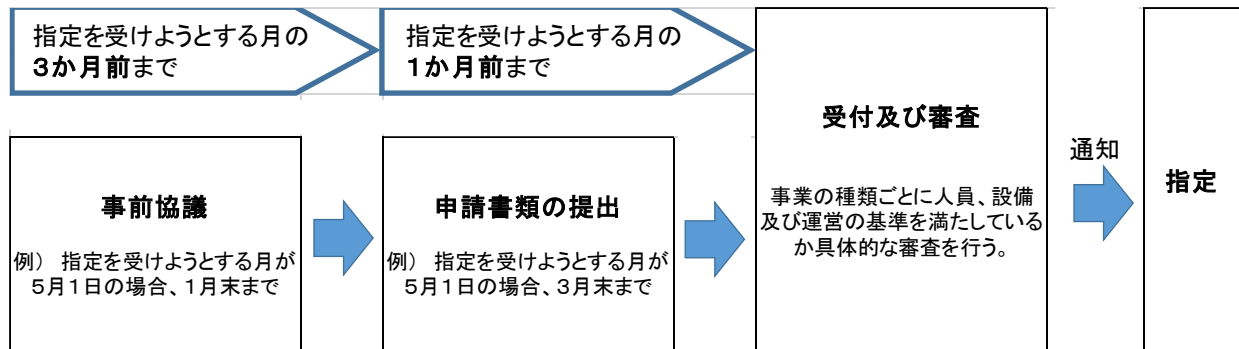 指定を受けようとする月の
３か月前まで
指定を受けようとする月の
１か月前まで
事前協議
例） 指定を受けようとする月が
５月１日の場合、１月末まで
申請書類の提出
例） 指定を受けようとする月が
５月１日の場合、３月末まで
受付及び審査
事業の種類ごとに人員、設備
及び運営の基準を満たしている
か具体的な審査を行う。
通知
指定